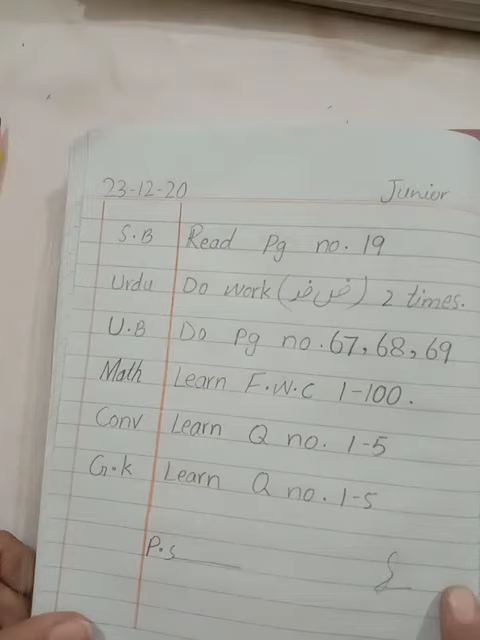 23-12-20 Junior
S.B Read Pg no. 19
Urdu Do work (ض ص) 2 times.
U.B Do Pg no. 67, 68, 69
Math Learn F.W.C 1-100.
Conv Learn Q no. 1-5
G.k Learn Q no. 1-5
P.S